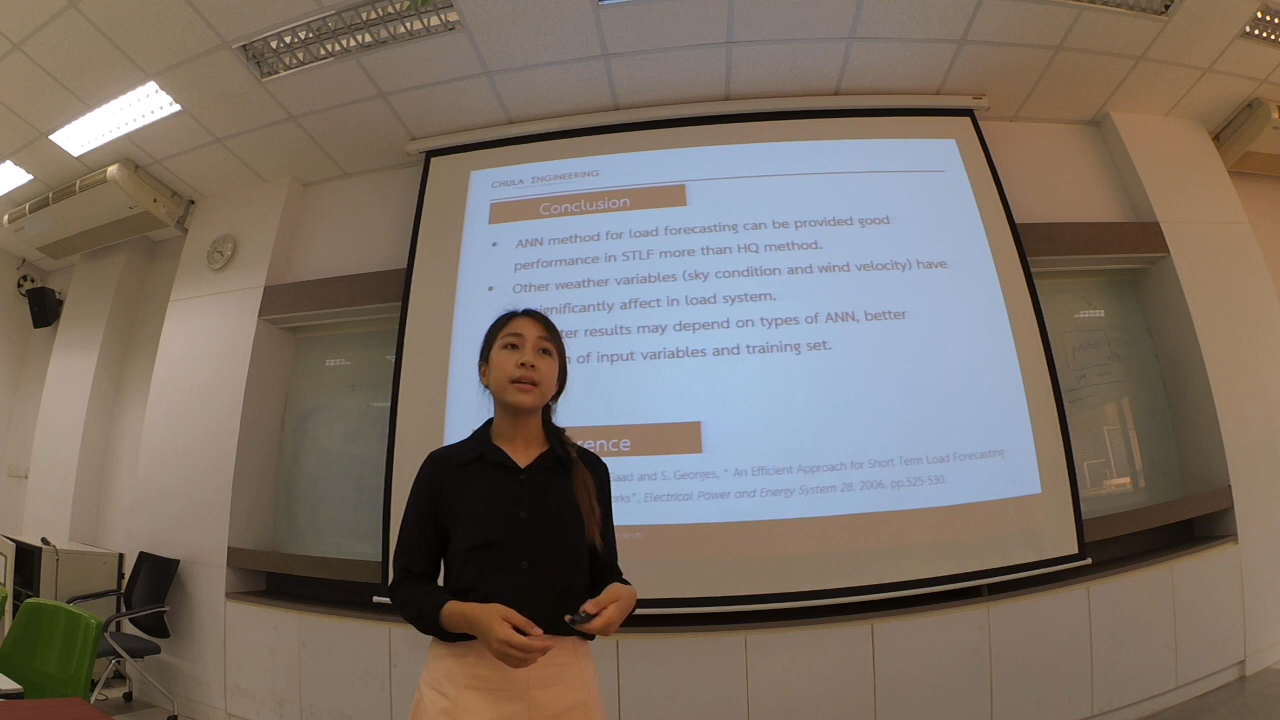 CHULA ENGINEERING
Conclusion
• ANN method for load forecasting can be provided good
performance in STLF more than HQ method.
• Other weather variables (sky condition and wind velocity) have
significantly affect in load system.
results may depend on types of ANN, better
of input variables and training set.
Saad and S. Georges, " An Efficient Approach for Short Term Load Forecasting
", Electrical Power and Energy System 28, 2006, pp.525-530.